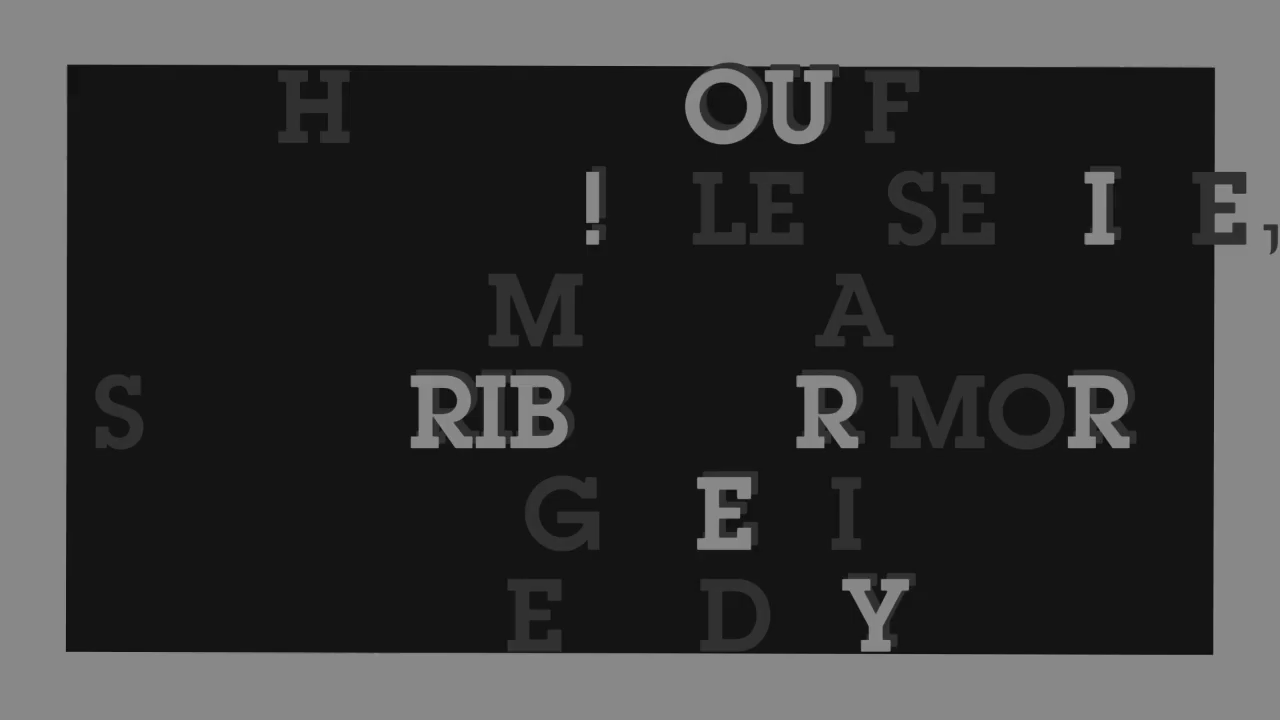 H OU F
! LE SE I E,
M A
S RIB R MOR
G E I
E D Y